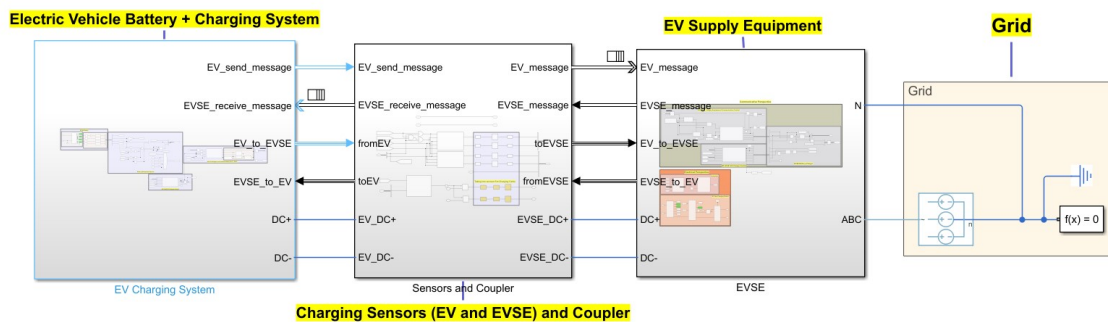 Electric Vehicle Battery + Charging System
EV Supply Equipment
Grid
EV_send_message
EVSE_receive_message
EV_to_EVSE
EVSE_to_EV
DC+
DC-
EV Charging System
EV_send_message
EVSE_receive_message
fromEV
toEV
EV_DC+
EV_DC-
EV_message
EVSE_message
toEVSE
fromEVSE
EVSE_DC+
EVSE_DC-
Sensors and Coupler
Charging Sensors (EV and EVSE) and Coupler
EV_message
EVSE_message
EV_to_EVSE
EVSE_to_EV
DC+
DC-
N
ABC
EVSE
Grid
n
f(x) = 0